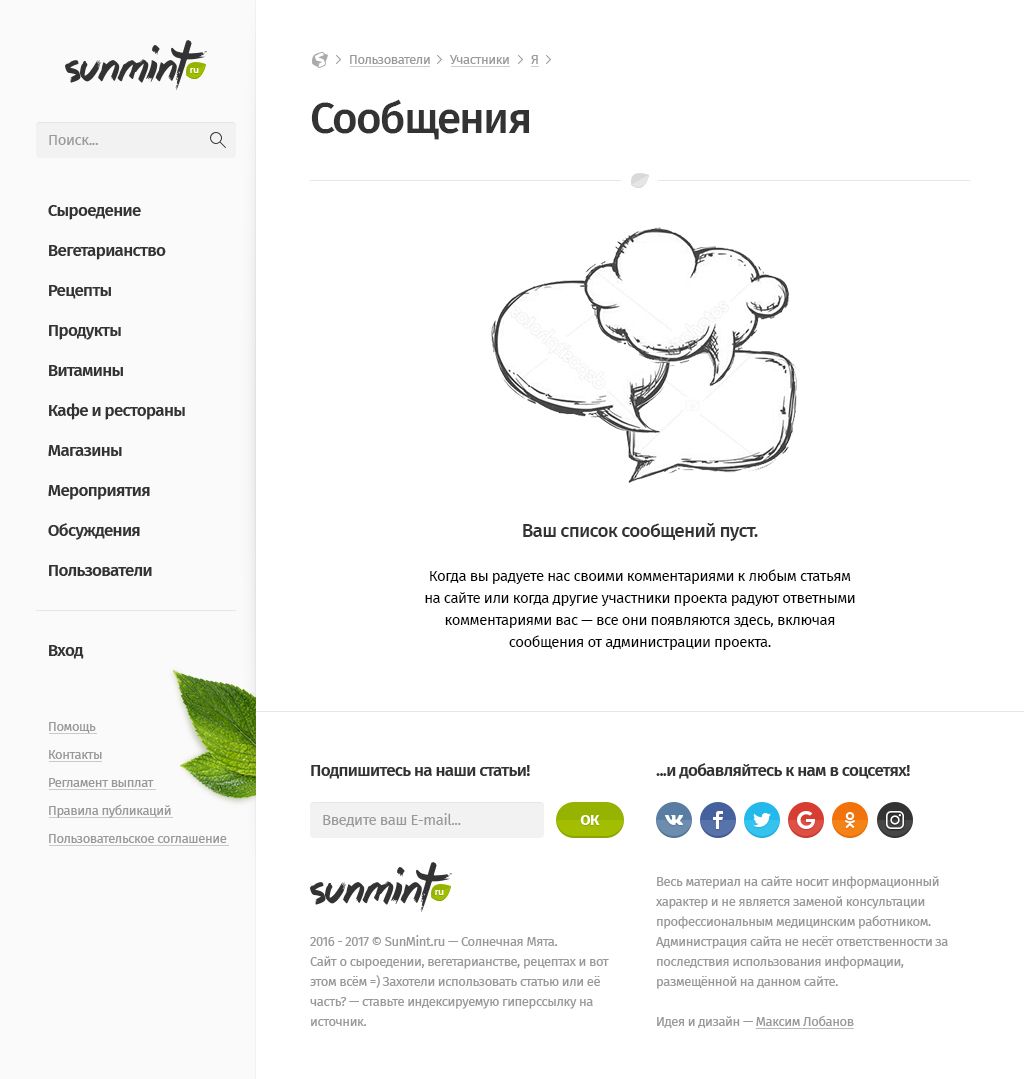 sunmint ru
Поиск...
Сыроедение
Вегетарианство
Рецепты
Продукты
Витамины
Кафе и рестораны
Магазины
Мероприятия
Обсуждения
Пользователи
Вход
Помощь
Контакты
Регламент выплат
Правила публикаций
Пользовательское соглашение
Пользователи Участники Я
Сообщения
Ваш список сообщений пуст.
Когда вы радуете нас своими комментариями к любым статьям
на сайте или когда другие участники проекта радуют ответными
комментариями вас — все они появляются здесь, включая
сообщения от администрации проекта.
Подпишитесь на наши статьи!
Введите ваш E-mail...
ОК
sunmint ru
2016 - 2017 © SunMint.ru — Солнечная Мята.
Сайт о сыроедении, вегетарианстве, рецептах и вот
этом всём =) Захотели использовать статью или её
часть? — ставьте индексируемую гиперссылку на
источник.
...и добавляйтесь к нам в соцсетях!
Весь материал на сайте носит информационный
характер и не является заменой консультации
профессиональным медицинским работником.
Администрация сайта не несёт ответственности за
последствия использования информации,
размещённой на данном сайте.
Идея и дизайн — Максим Лобанов